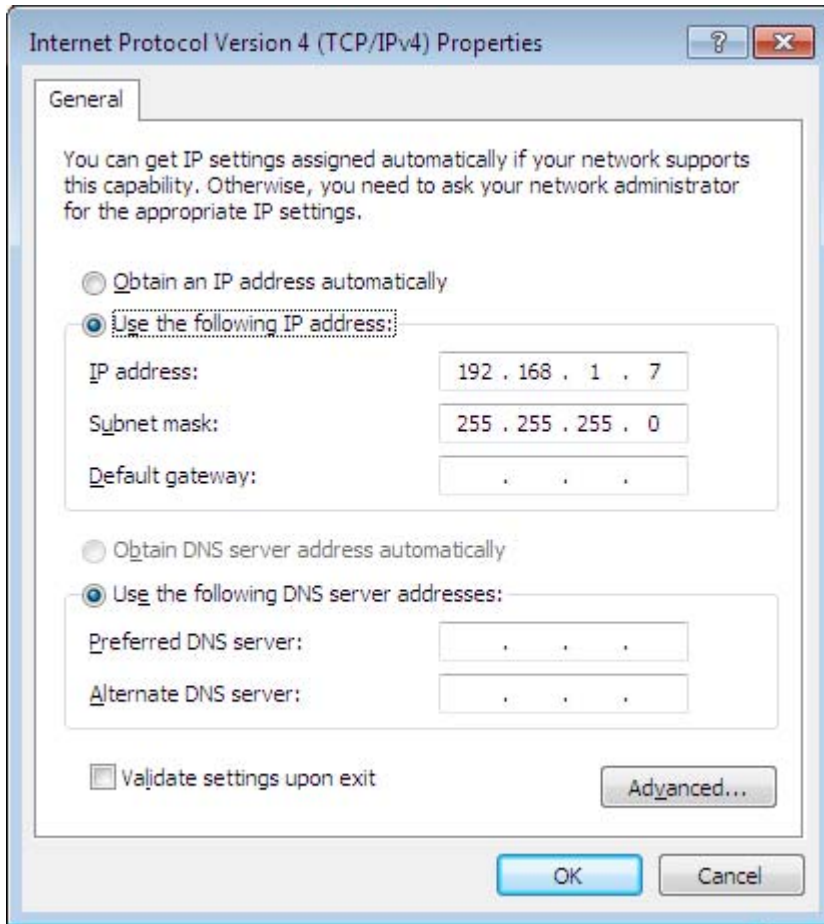 Internet Protocol Version 4 (TCP/IPv4) Properties
General
You can get IP settings assigned automatically if your network supports
this capability. Otherwise, you need to ask your network administrator
for the appropriate IP settings.
Obtain an IP address automatically
Use the following IP address:
IP address: 192 . 168 . 1 . 7
Subnet mask: 255 . 255 . 255 . 0
Default gateway: . . .
Obtain DNS server address automatically
Use the following DNS server addresses:
Preferred DNS server: . . .
Alternate DNS server: . . .
Validate settings upon exit
Advanced...
OK Cancel